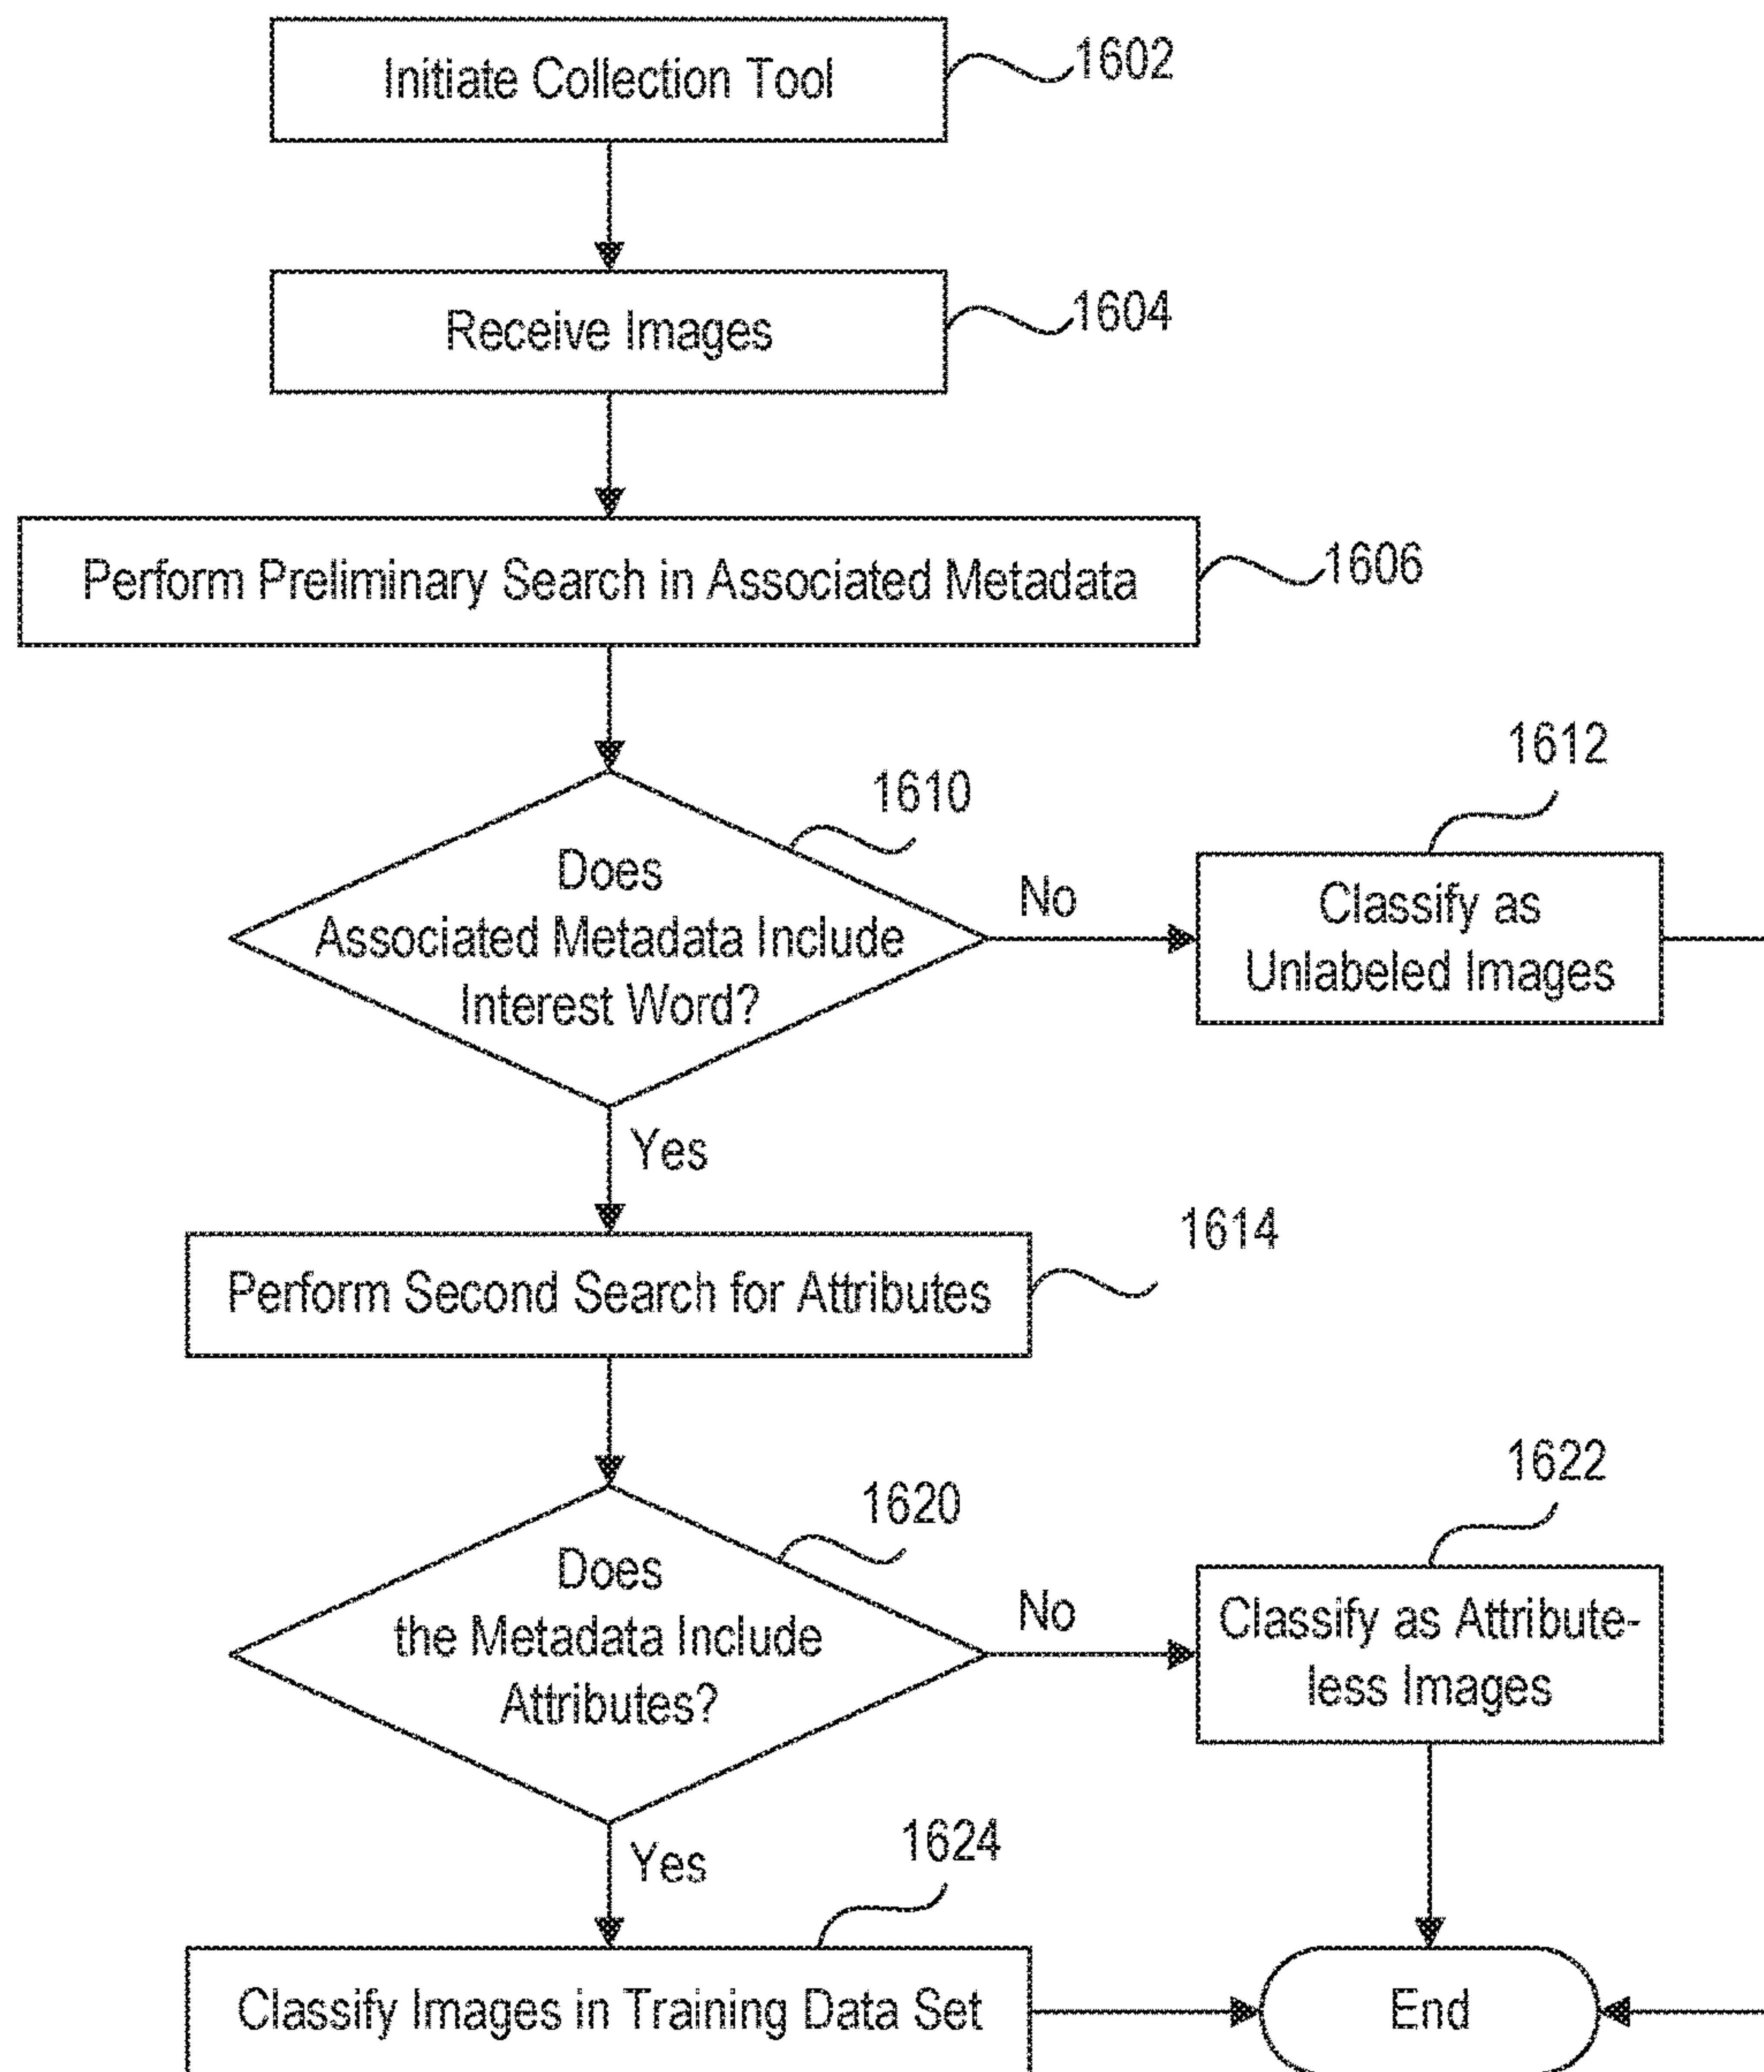 Initiate Collection Tool
1602
Receive Images
1604
Perform Preliminary Search in Associated Metadata
1606
1610
Does
Associated Metadata Include
Interest Word?
No
1612
Classify as
Unlabeled Images
Yes
1614
Perform Second Search for Attributes
1620
Does
the Metadata Include
Attributes?
No
1622
Classify as Attribute-
less Images
Yes
1624
Classify Images in Training Data Set
End